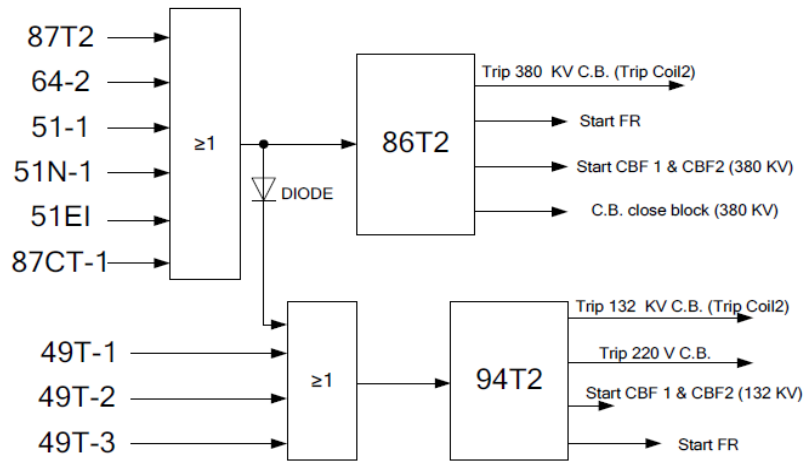 87T2
64-2
51-1
51N-1
51EI
87CT-1
≥1
DIODE
86T2
Trip 380 KV C.B. (Trip Coil2)
Start FR
Start CBF 1 & CBF2 (380 KV)
C.B. close block (380 KV)
49T-1
49T-2
49T-3
≥1
94T2
Trip 132 KV C.B. (Trip Coil2)
Trip 220 V C.B.
Start CBF 1 & CBF2 (132 KV)
Start FR